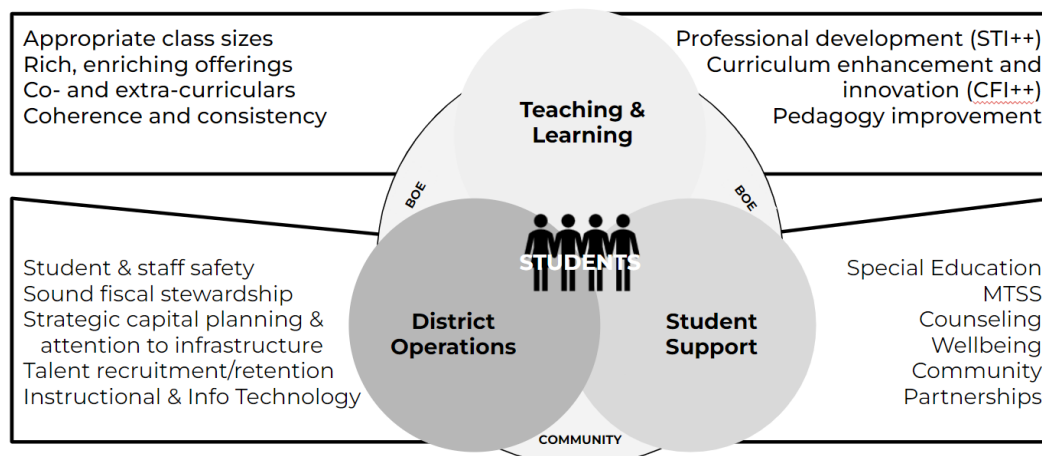 Appropriate class sizes
Rich, enriching offerings
Co- and extra-curriculars
Coherence and consistency
Professional development (STI++)
Curriculum enhancement and
innovation (CFI++)
Pedagogy improvement
Teaching &
Learning
BOE
BOE
STUDENTS
Student & staff safety
Sound fiscal stewardship
Strategic capital planning &
attention to infrastructure
Talent recruitment/retention
Instructional & Info Technology
District
Operations
Student
Support
Special Education
MTSS
Counseling
Wellbeing
Community
Partnerships
COMMUNITY